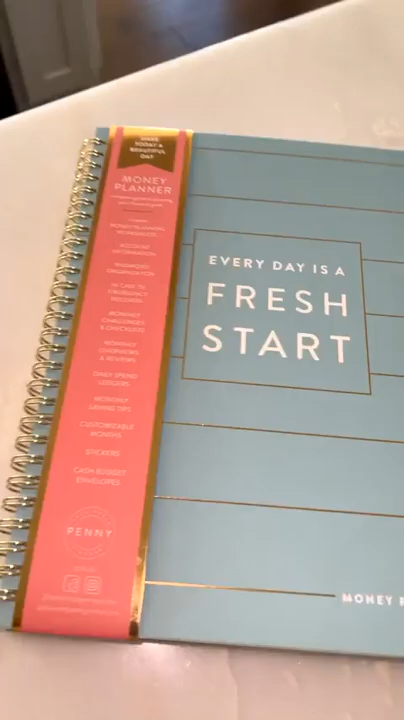 MAKE
TODAY A
BEAUTIFUL
DAY
MONEY
PLANNER
MONEY PLANNING
WORKSHEETS
ACCOUNT
INFORMATION
PASSWORD
ORGANIZATION
IN CASE OF
EMERGENCY
RECORDS
MONTHLY
CHALLENGES
& CHECKLISTS
MONTHLY
OVERVIEWS
& REVIEWS
DAILY SPEND
LEDGERS
MONTHLY
SAVING TIPS
CUSTOMIZABLE
MONTHS
STICKERS
CASH BUDGET
ENVELOPES
PENNY
EVERY DAY IS A
FRESH
START
MONEY